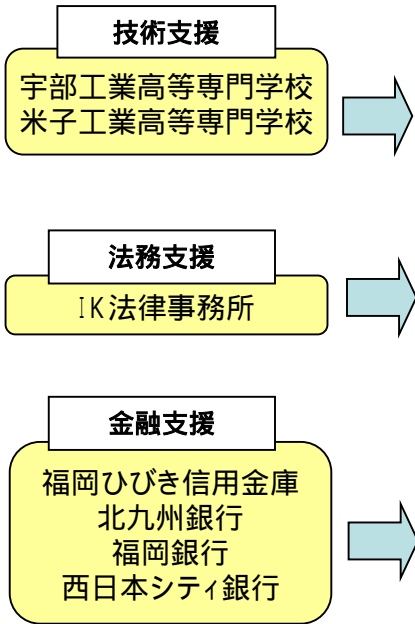 技術支援
宇部工業高等専門学校
米子工業高等専門学校
法務支援
IK法律事務所
金融支援
福岡ひびき信用金庫
北九州銀行
福岡銀行
西日本シティ銀行